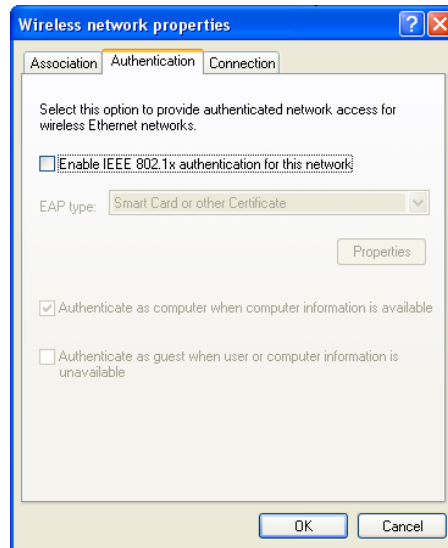 Wireless network properties
Association Authentication Connection
Select this option to provide authenticated network access for
wireless Ethernet networks.
Enable IEEE 802.1x authentication for this network
EAP type: Smart Card or other Certificate
Properties
Authenticate as computer when computer information is available
Authenticate as guest when user or computer information is
unavailable
OK Cancel